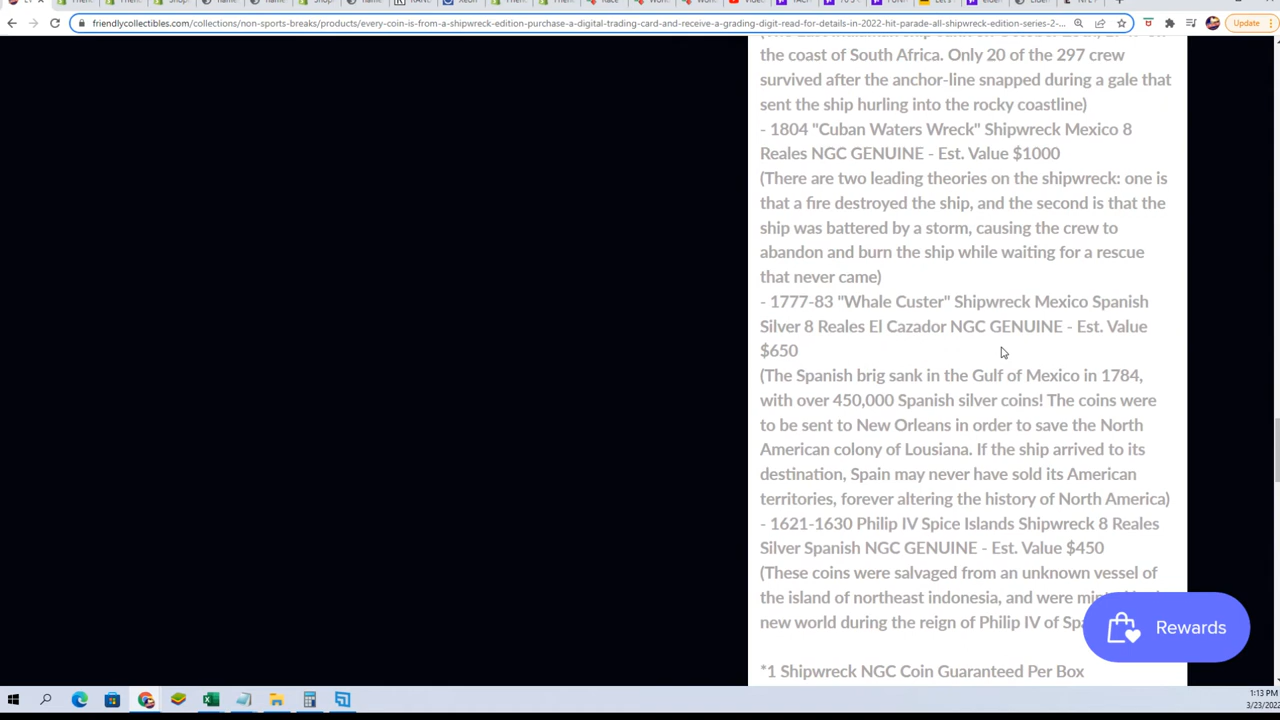 friendlycollectibles.com/collections/non-sports-breaks/products/every-coin-is-from-a-shipwreck-edition-purchase-a-digital-trading-card-and-receive-a-grading-digit-read-for-details-in-2022-hit-parade-all-shipwreck-edition-series-2-...
Update
the coast of South Africa. Only 20 of the 297 crew
survived after the anchor-line snapped during a gale that
sent the ship hurling into the rocky coastline)
- 1804 "Cuban Waters Wreck" Shipwreck Mexico 8
Reales NGC GENUINE - Est. Value $1000
(There are two leading theories on the shipwreck: one is
that a fire destroyed the ship, and the second is that the
ship was battered by a storm, causing the crew to
abandon and burn the ship while waiting for a rescue
that never came)
- 1777-83 "Whale Custer" Shipwreck Mexico Spanish
Silver 8 Reales El Cazador NGC GENUINE - Est. Value
$650
(The Spanish brig sank in the Gulf of Mexico in 1784,
with over 450,000 Spanish silver coins! The coins were
to be sent to New Orleans in order to save the North
American colony of Lousiana. If the ship arrived to its
destination, Spain may never have sold its American
territories, forever altering the history of North America)
- 1621-1630 Philip IV Spice Islands Shipwreck 8 Reales
Silver Spanish NGC GENUINE - Est. Value $450
(These coins were salvaged from an unknown vessel of
the island of northeast indonesia, and were
new world during the reign of Philip IV of
Rewards
*1 Shipwreck NGC Coin Guaranteed Per Box
1:13 PM
3/23/2022